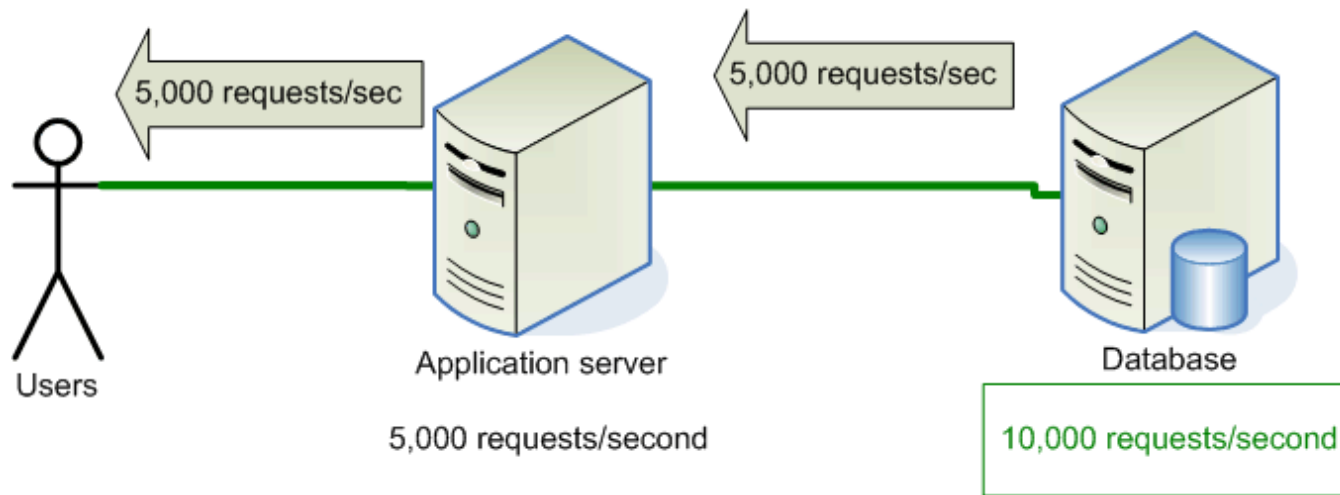 5,000 requests/sec
5,000 requests/sec
Users
Application server
Database
5,000 requests/second
10,000 requests/second